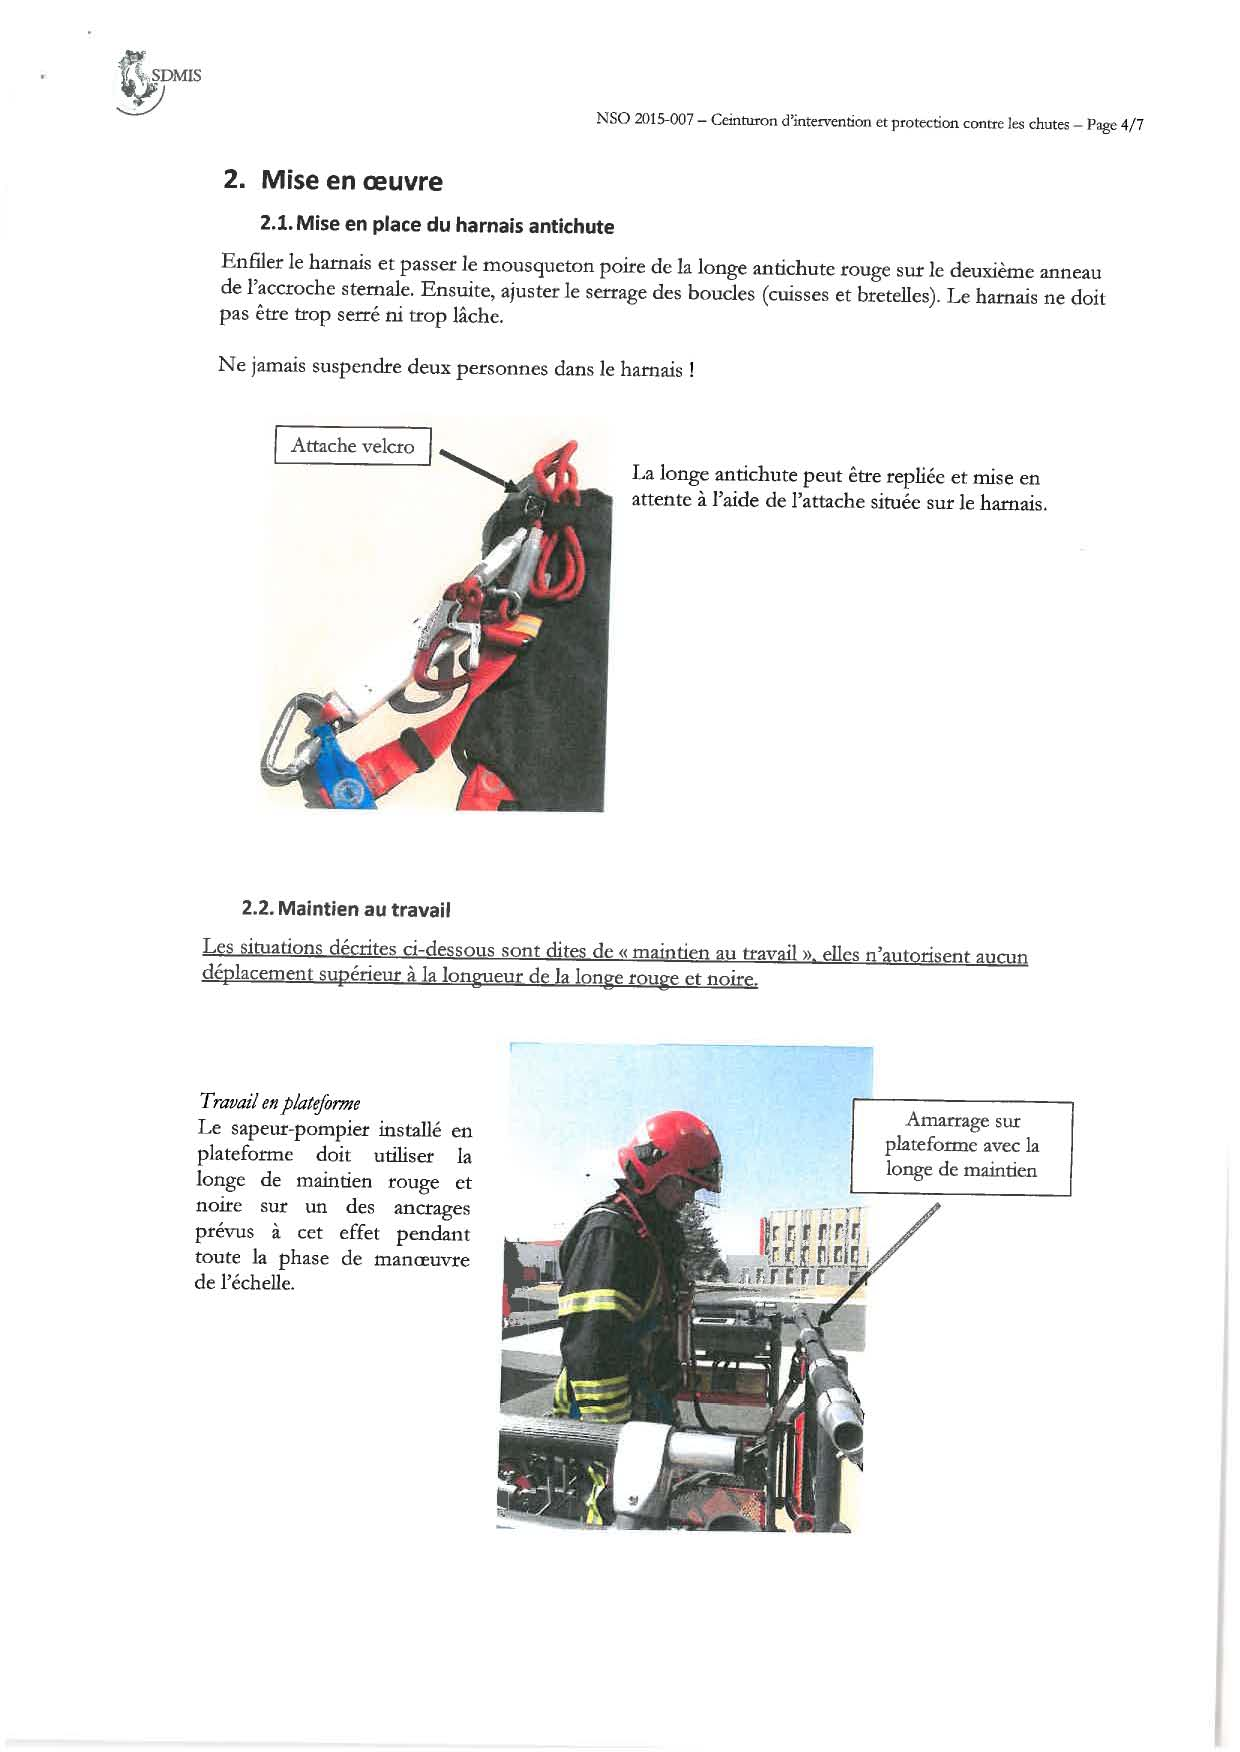 SDMIS
NSO 2015-007 – Ceinturon d'intervention et protection contre les chutes – Page 4/7
2. Mise en œuvre
2.1. Mise en place du harnais antichute
Enfiler le harnais et passer le mousqueton poire de la longe antichute rouge sur le deuxième anneau
de l'accroche sternale. Ensuite, ajuster le serrage des boucles (cuisses et bretelles). Le harnais ne doit
pas être trop serré ni trop lâche.
Ne jamais suspendre deux personnes dans le harnais !
Attache velcro
La longe antichute peut être repliée et mise en
attente à l'aide de l'attache située sur le harnais.
2.2. Maintien au travail
Les situations décrites ci-dessous sont dites de « maintien au travail », elles n'autorisent aucun
déplacement supérieur à la longueur de la longe rouge et noire.
Travail en plateforme
Le sapeur-pompier installé en
plateforme doit utiliser la
longe de maintien rouge et
noire sur un des ancrages
prévus à cet effet pendant
toute la phase de manœuvre
de l'échelle.
Amarrage sur
plateforme avec la
longe de maintien